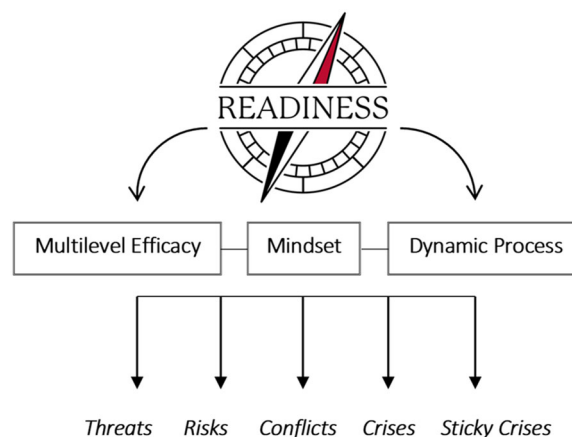 READINESS
Multilevel Efficacy Mindset Dynamic Process
Threats Risks Conflicts Crises Sticky Crises